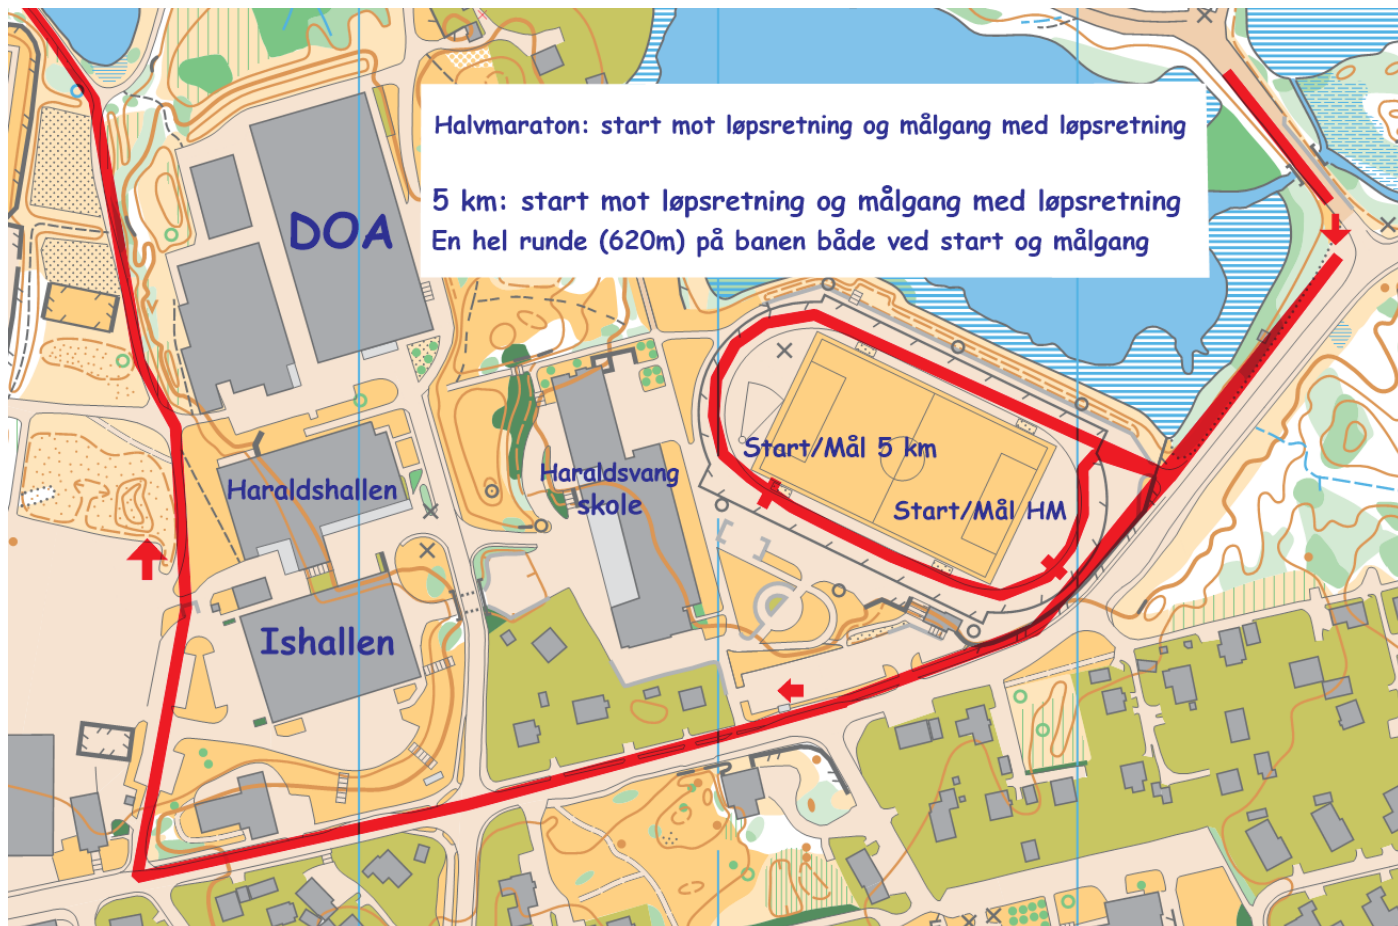 Halvmaraton: start mot løpsretning og målgang med løpsretning
5 km: start mot løpsretning og målgang med løpsretning
En hel runde (620m) på banen både ved start og målgang
DOA
Start/Mål 5 km
Haraldsvang
skole
Haraldshallen
Start/Mål HM
Ishallen